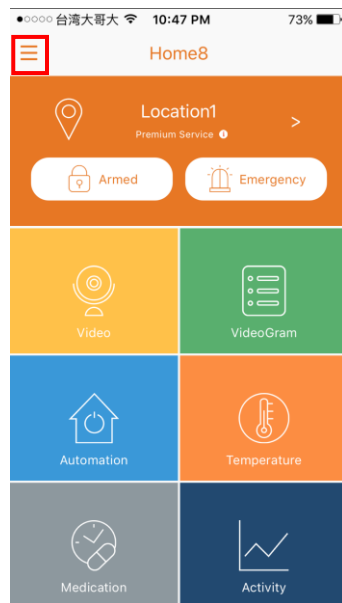 台湾大哥大 10:47 PM 73%
Home8
Location1
Premium Service
Armed Emergency
Video VideoGram
Automation Temperature
Medication Activity